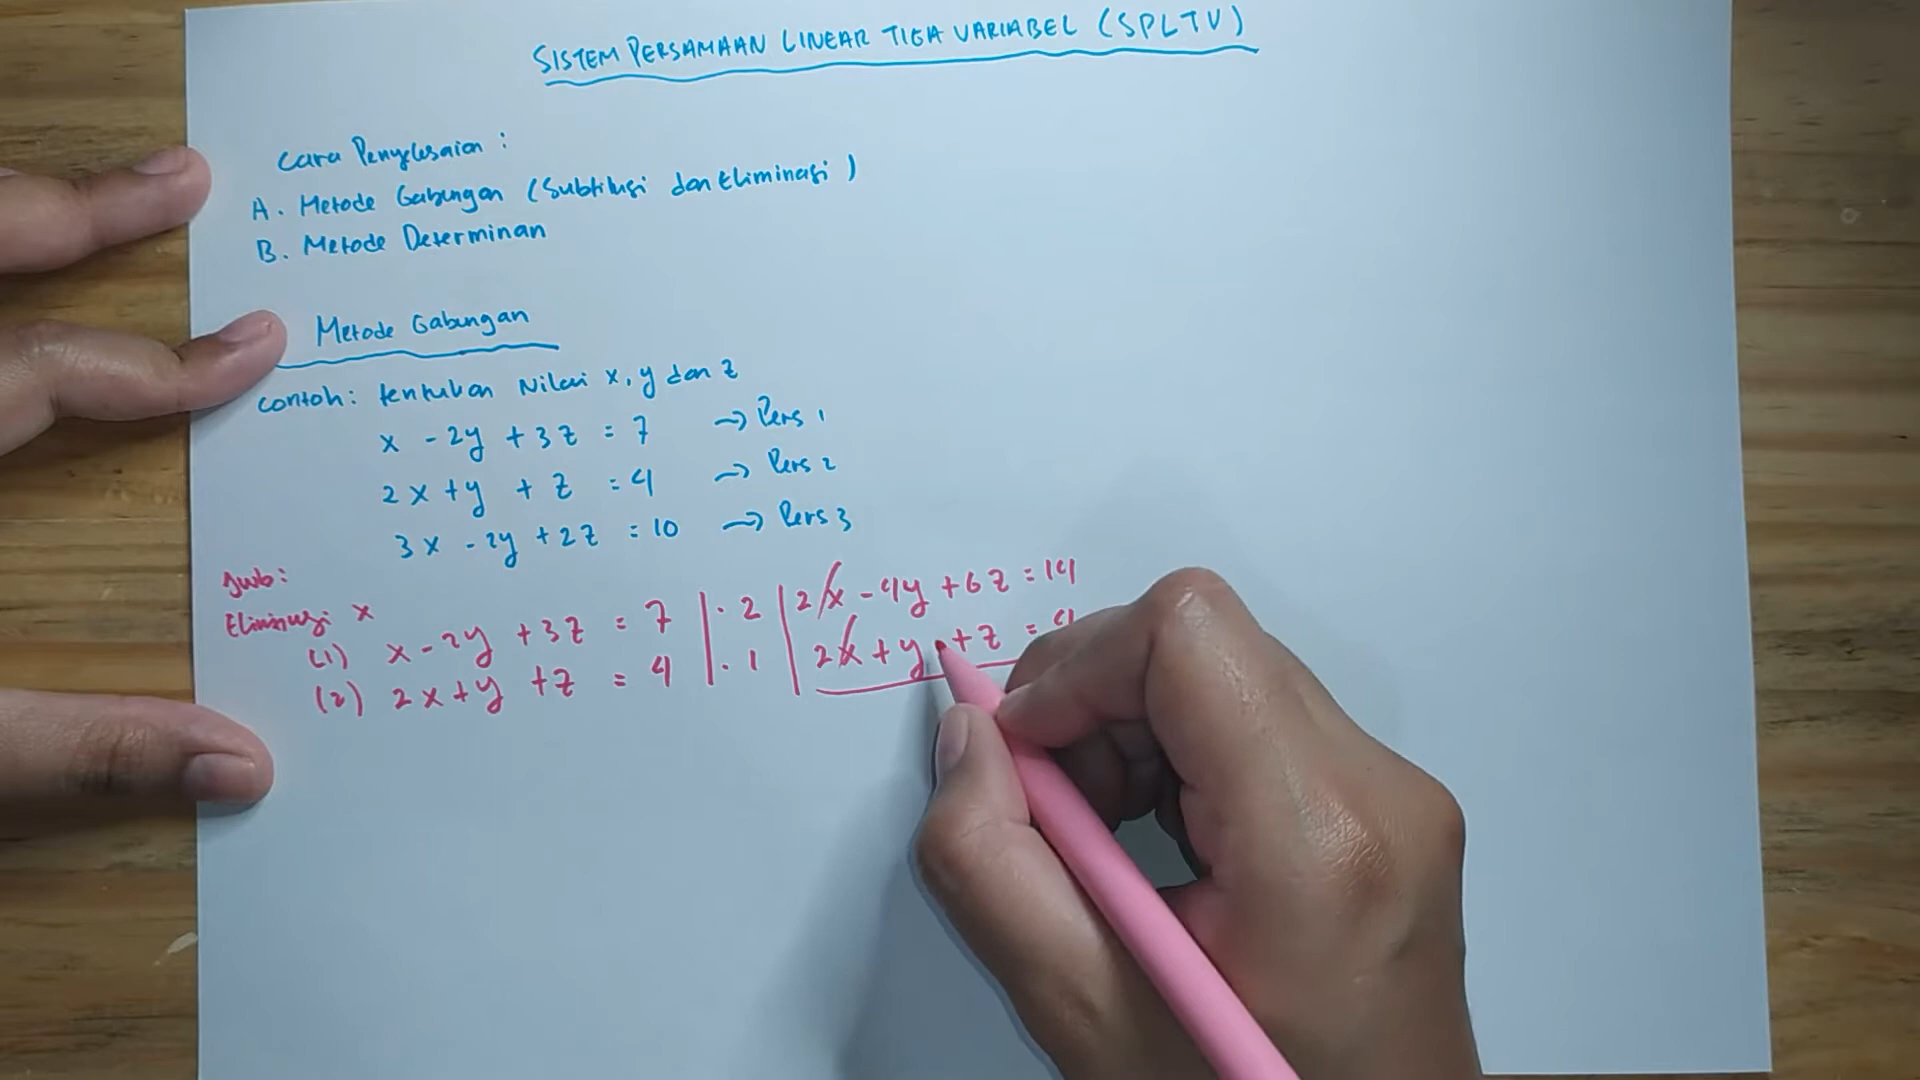 SISTEM PERSAMAAN LINEAR TIGA VARIABEL (SPLTV)
Cara Penyelesaian :
A. Metode Gabungan (Subtitusi dan Eliminasi)
B. Metode Determinan
Metode Gabungan
Contoh: tentukan Nilai x, y dan z
x - 2y + 3z = 7 → Pers 1
2x + y + z = 4 → Pers 2
3x - 2y + 2z = 10 → Pers 3
Jwb:
Eliminasi x
(1) x - 2y + 3z = 7 | . 2 | 2x - 4y + 6z = 14
(2) 2x + y + z = 4 | . 1 | 2x + y + z = 4